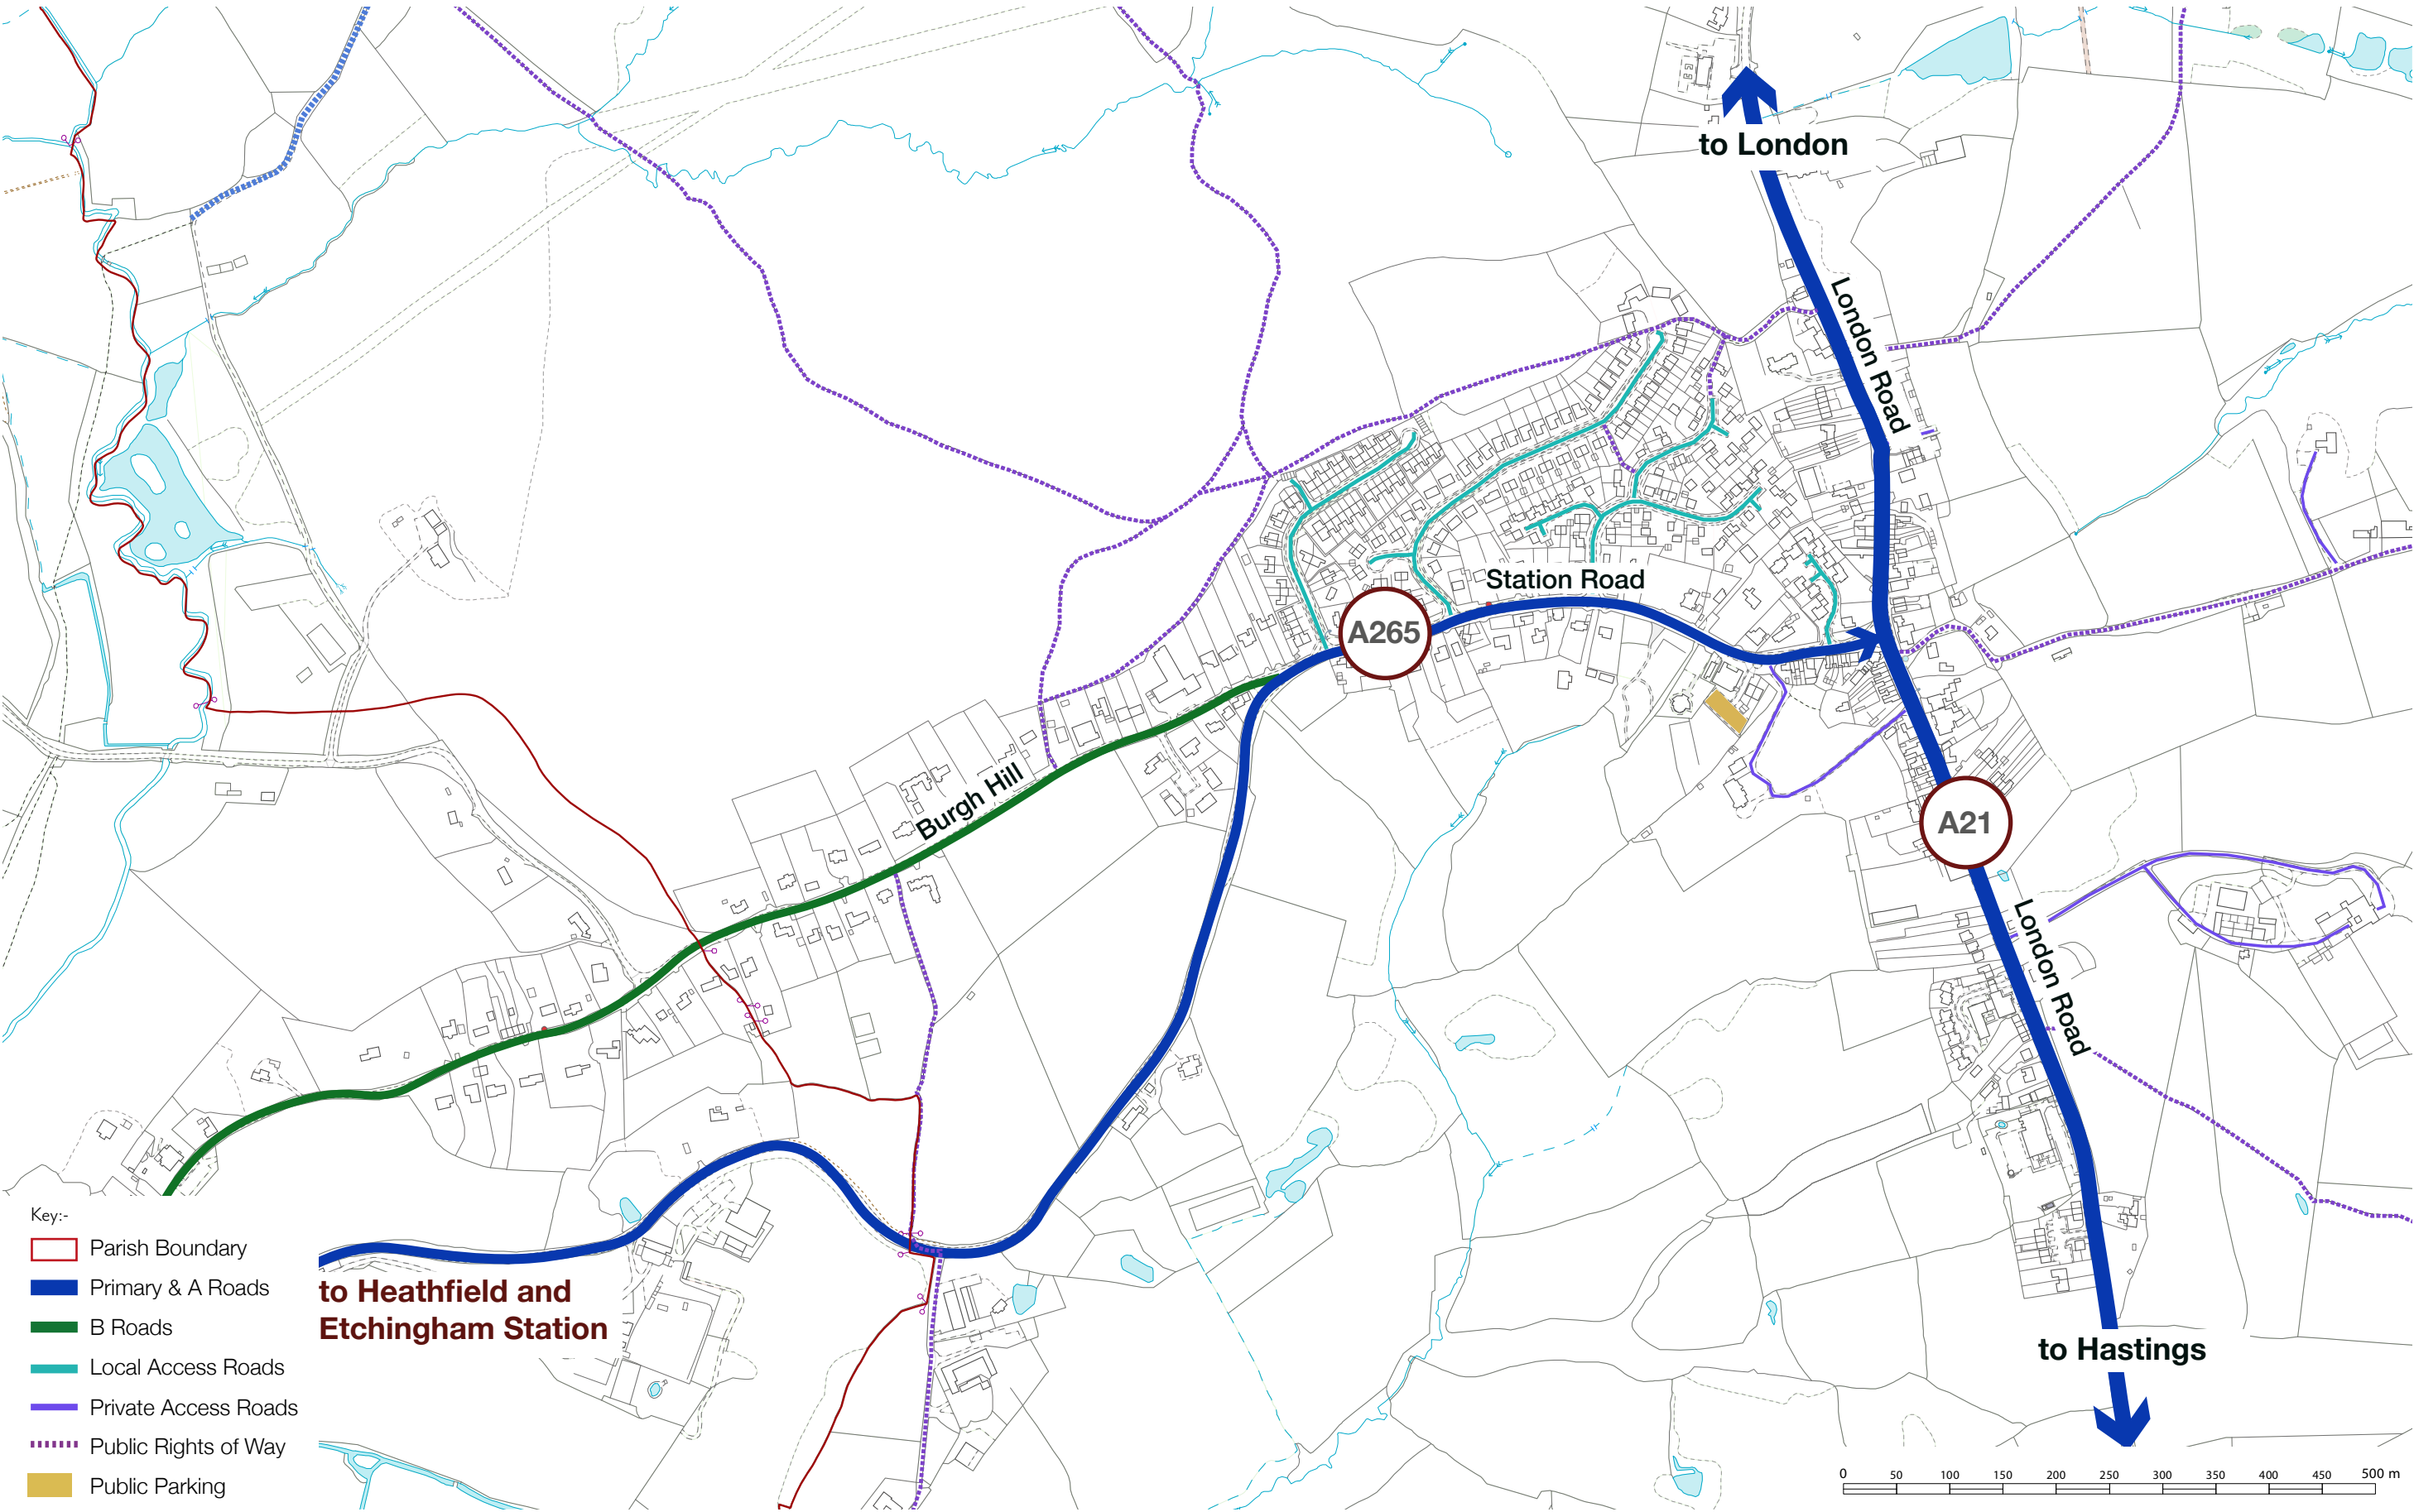 to London
London Road
Station Road
A265
Burgh Hill
A21
London Road
to Heathfield and
Etchingham Station
to Hastings
Key:-
Parish Boundary
Primary & A Roads
B Roads
Local Access Roads
Private Access Roads
Public Rights of Way
Public Parking
0 50 100 150 200 250 300 350 400 450 500 m